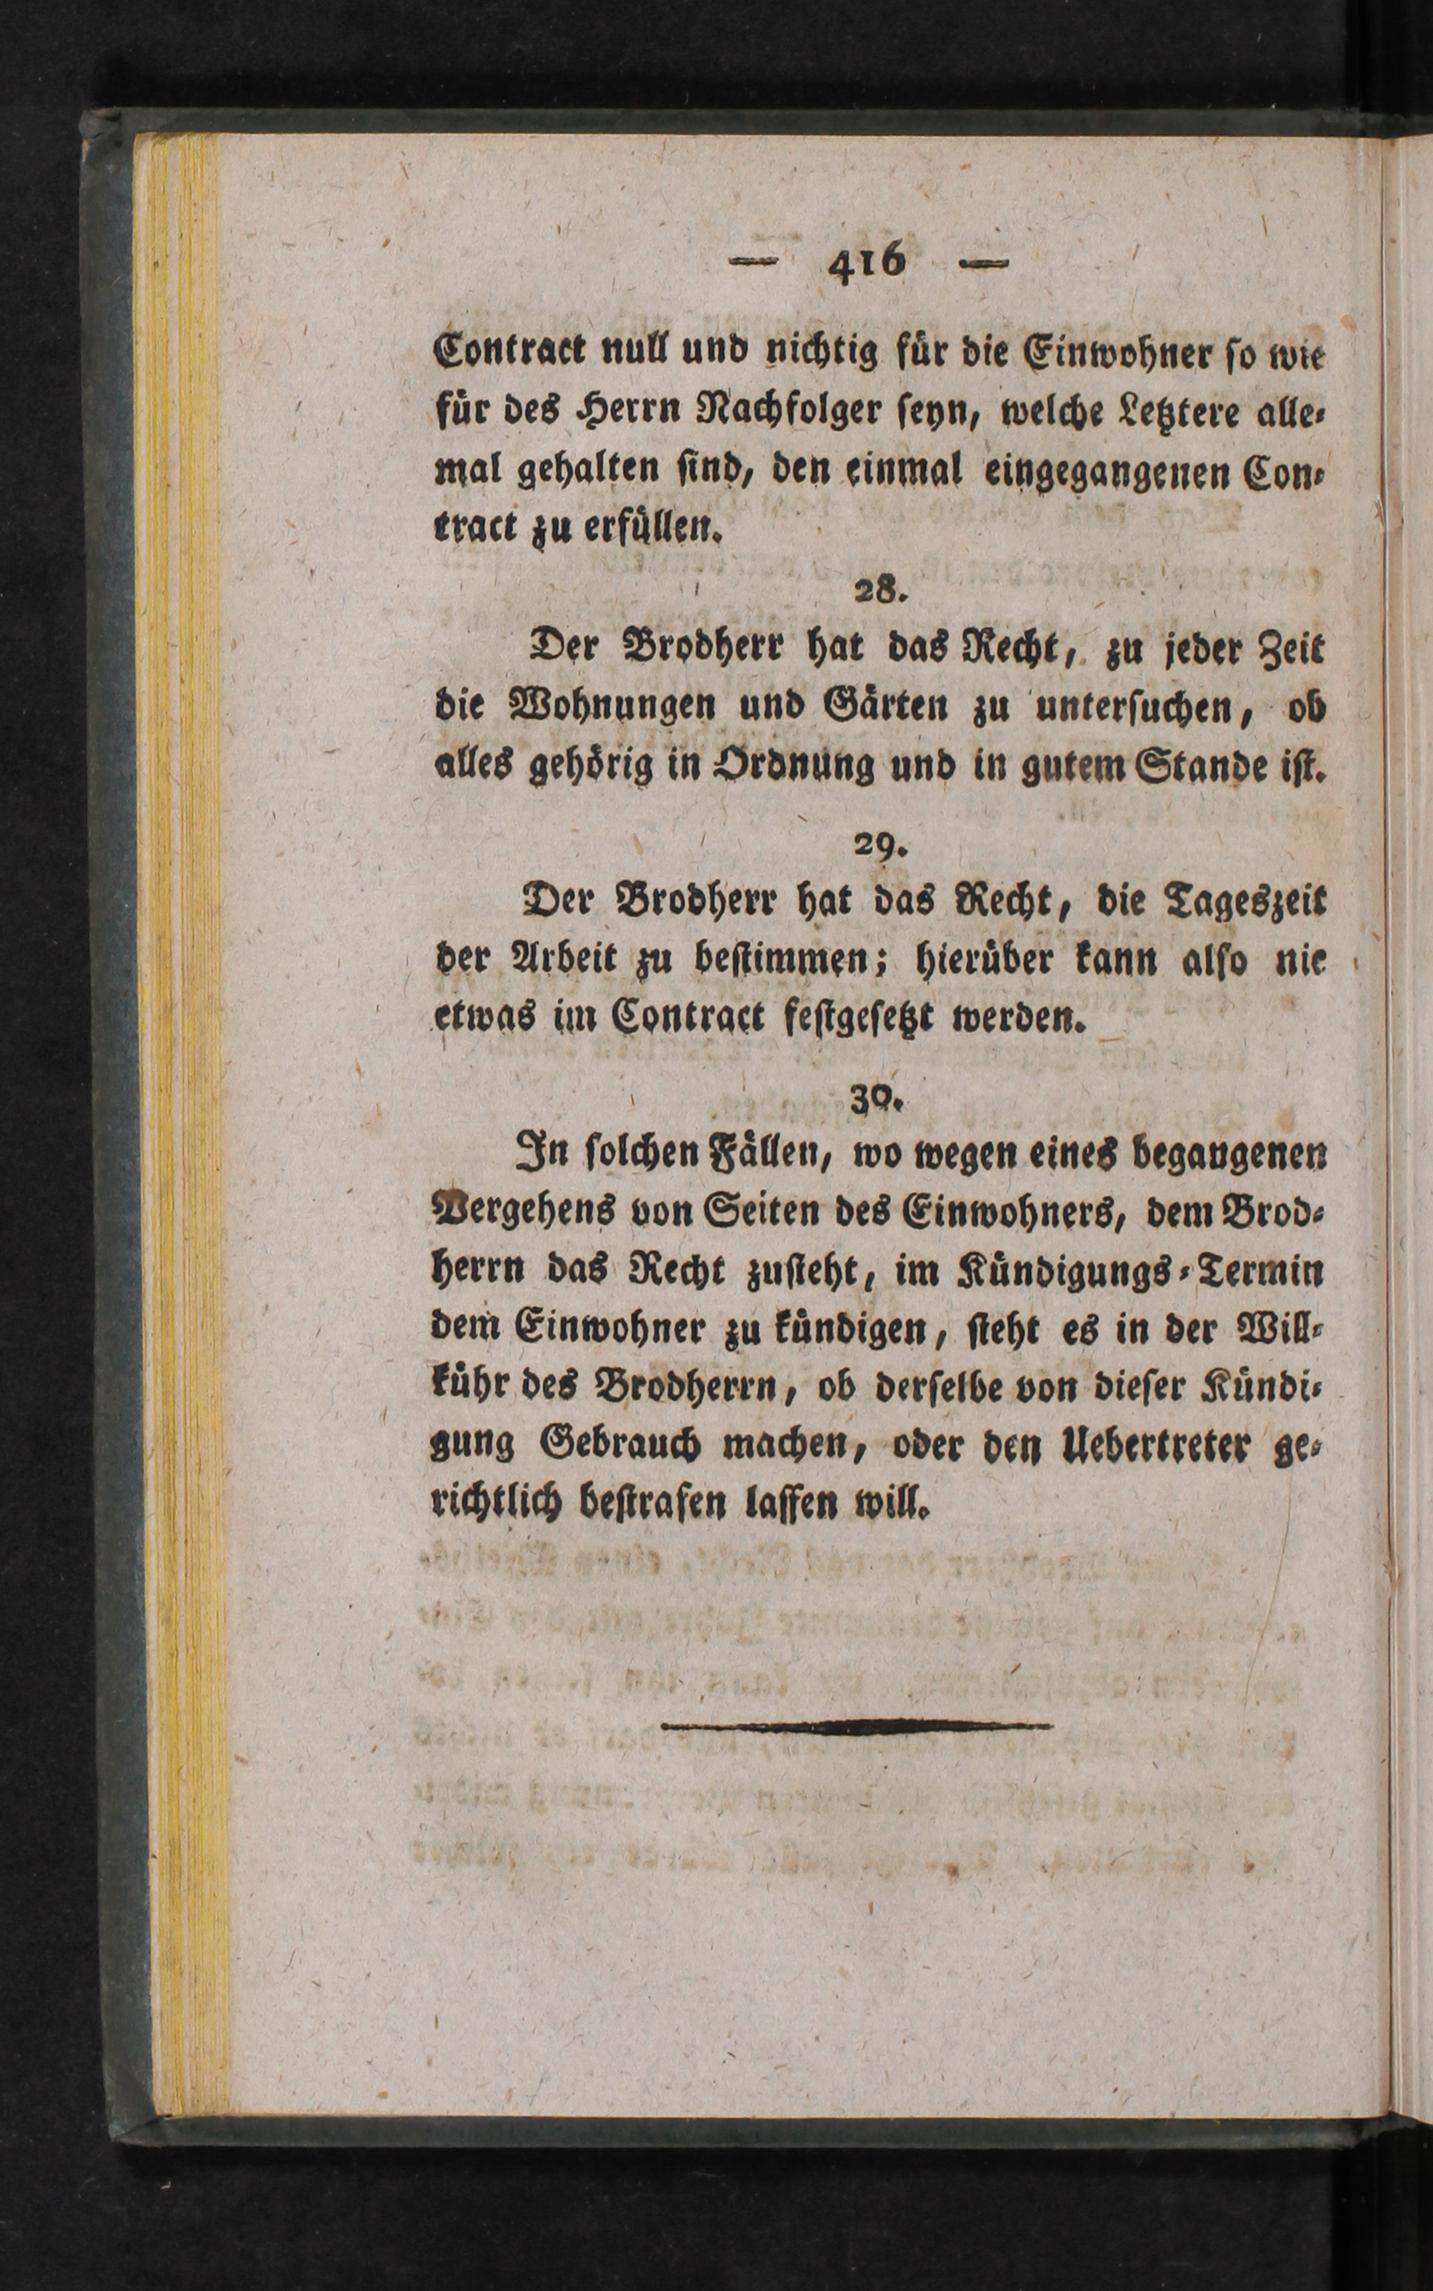 — 416 —
Contract null und nichtig für die Einwohner ſo wie
für des Herrn Nachfolger ſeyn, welche Letztere alle⸗
mal gehalten ſind, den einmal eingegangenen Con⸗
tract zu erfüllen.
28.
Der Brodherr hat das Recht, zu jeder Zeit
die Wohnungen und Gärten zu unterſuchen, ob
alles gehörig in Ordnung und in gutem Stande iſt.
29.
Der Brodherr hat das Recht, die Tageszeit
der Arbeit zu beſtimmen; hierüber kann alſo nie
etwas im Contract feſtgeſetzt werden.
30.
In ſolchen Fällen, wo wegen eines begangenen
Vergehens von Seiten des Einwohners, dem Brod⸗
herrn das Recht zuſteht, im Kündigungs⸗Termin
dem Einwohner zu kündigen, ſteht es in der Will⸗
kühr des Brodherrn, ob derſelbe von dieſer Kündi⸗
gung Gebrauch machen, oder den Uebertreter ge⸗
richtlich beſtrafen laſſen will.